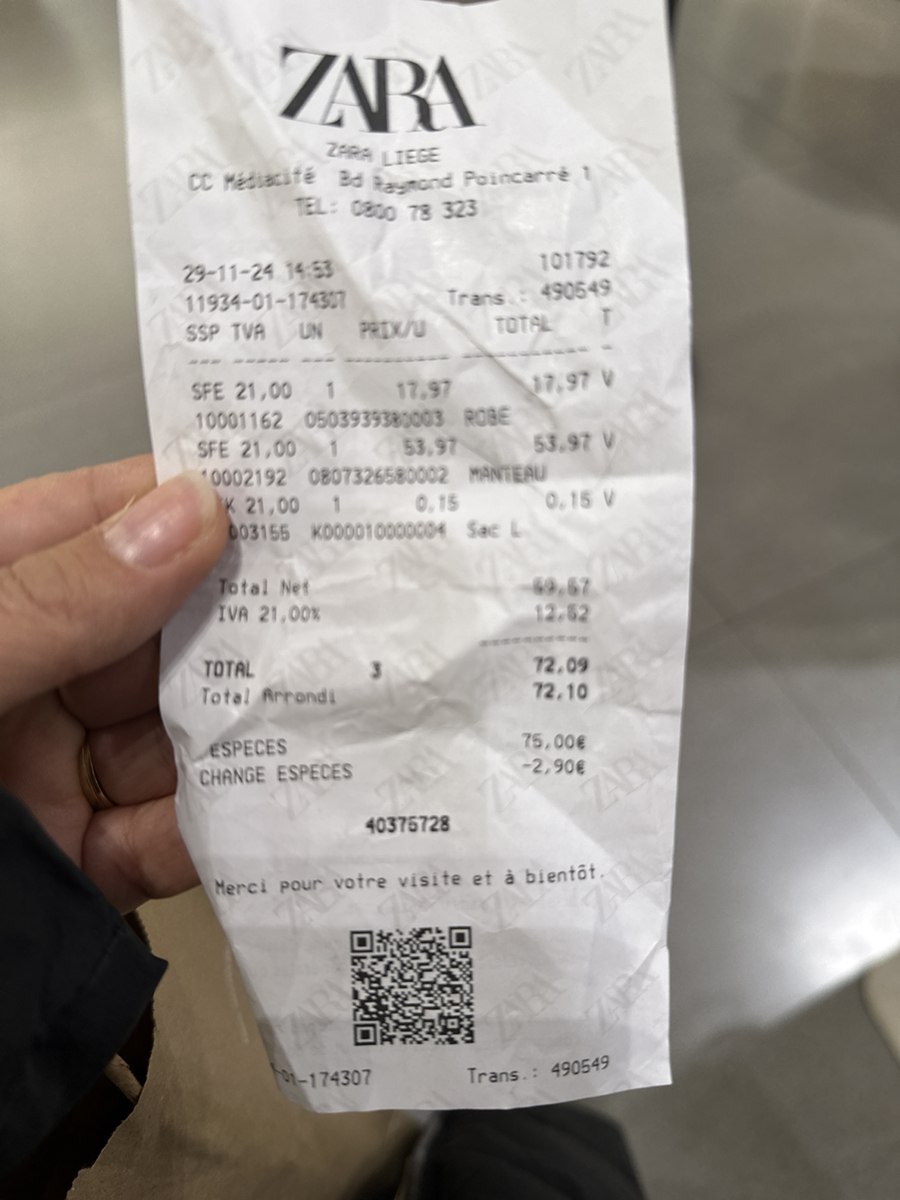 ZARA
ZARA LIEGE
CC Médiacité Bd Raymond Poincarré 1
TEL: 0800 78 323
29-11-24 14:53 101792
11934-01-174307 Trans.: 490549
SSP TVA UN PRIX/U TOTAL T
--- ----- --- ---------- ------------ -
SFE 21,00 1 17,97 17,97 V
10001162 0503939380003 ROBE
SFE 21,00 1 53,97 53,97 V
10002192 0807326580002 MANTEAU
K 21,00 1 0,15 0,15 V
003155 K000010000004 Sac L
Total Net 59,57
IVA 21,00% 12,52
------------
TOTAL 3 72,09
Total Arrondi 72,10
ESPECES 75,00€
CHANGE ESPECES -2,90€
40375728
Merci pour votre visite et à bientôt.
01-174307 Trans.: 490549